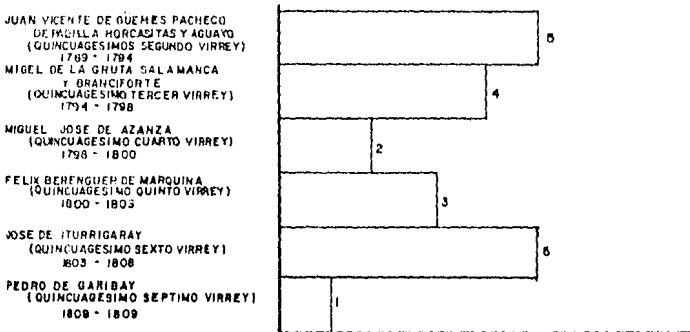 JUAN VICENTE DE GÜEMES PACHECO
DE PADILLA HORCASITAS Y AGUAYO
(QUINCUAGESIMOS SEGUNDO VIRREY)
1789 - 1794
5
MIGEL DE LA GRUTA SALAMANCA
Y BRANCIFORTE
(QUINCUAGESIMO TERCER VIRREY)
1794 - 1798
4
MIGUEL JOSE DE AZANZA
(QUINCUAGESIMO CUARTO VIRREY)
1798 - 1800
2
FELIX BERENGUER DE MARQUINA
(QUINCUAGESIMO QUINTO VIRREY)
1800 - 1803
3
JOSE DE ITURRIGARAY
(QUINCUAGESIMO SEXTO VIRREY)
1803 - 1808
5
PEDRO DE GARIBAY
(QUINCUAGESIMO SEPTIMO VIRREY)
1808 - 1809
1